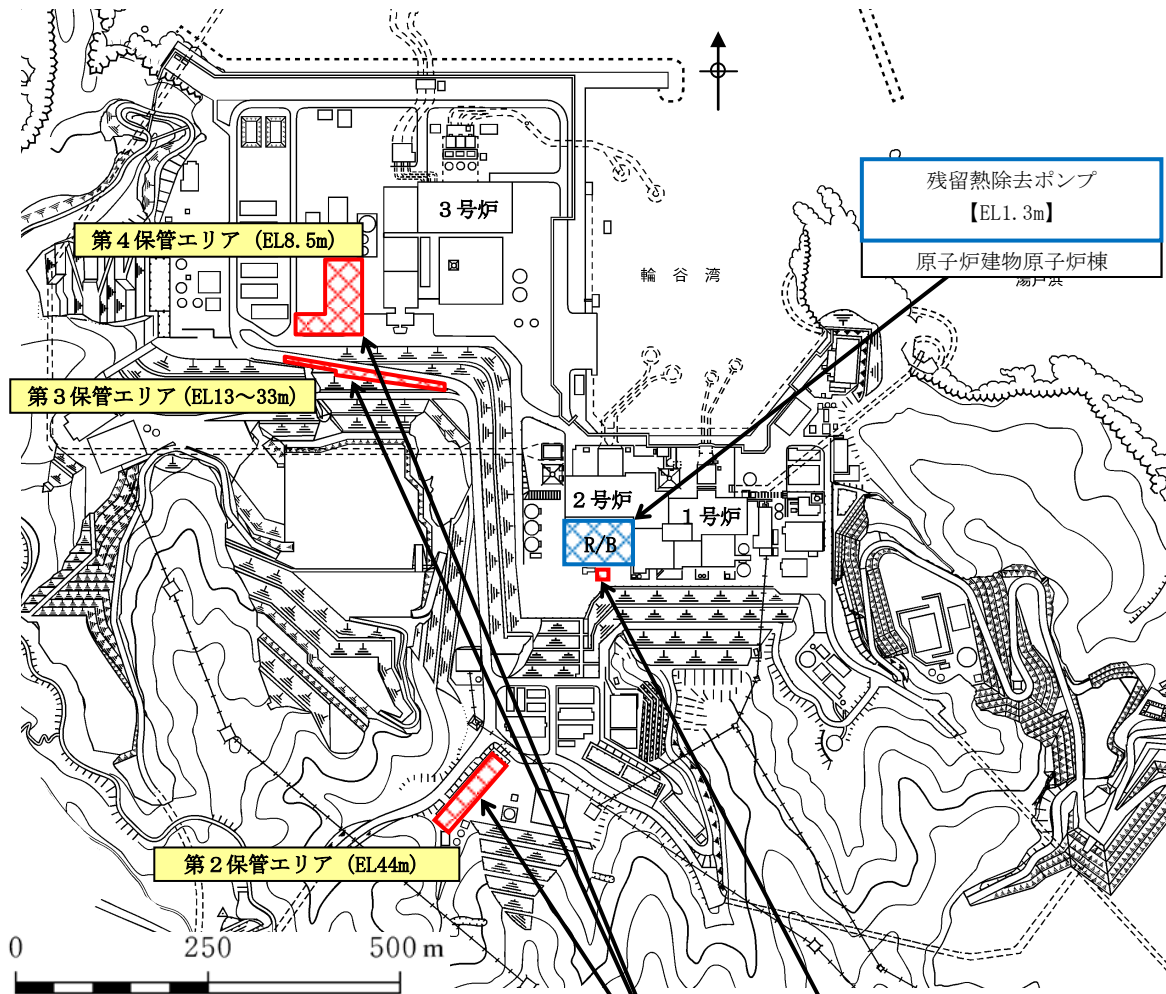 残留熱除去ポンプ
【EL1.3m】
原子炉建物原子炉棟
3号炉
第4保管エリア (EL8.5m)
輪谷湾
第3保管エリア(EL13～33m)
2号炉
1号炉
R/B
第2保管エリア (EL44m)
0 250 500 m